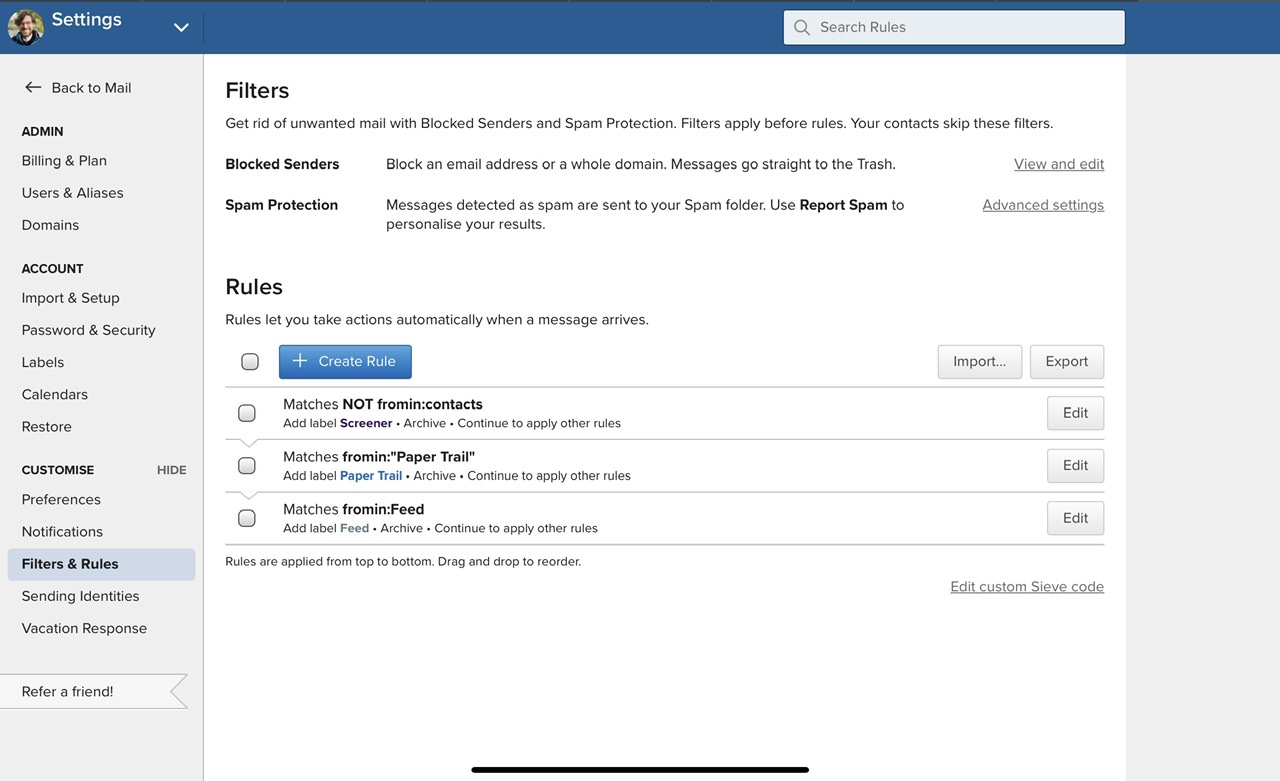 Settings
Search Rules
Back to Mail
ADMIN
Billing & Plan
Users & Aliases
Domains
ACCOUNT
Import & Setup
Password & Security
Labels
Calendars
Restore
CUSTOMISE HIDE
Preferences
Notifications
Filters & Rules
Sending Identities
Vacation Response
Refer a friend!
Filters
Get rid of unwanted mail with Blocked Senders and Spam Protection. Filters apply before rules. Your contacts skip these filters.
Blocked Senders Block an email address or a whole domain. Messages go straight to the Trash. View and edit
Spam Protection Messages detected as spam are sent to your Spam folder. Use Report Spam to Advanced settings
personalise your results.
Rules
Rules let you take actions automatically when a message arrives.
+ Create Rule Import... Export
Matches NOT fromin:contacts
Add label Screener • Archive • Continue to apply other rules
Edit
Matches fromin:"Paper Trail"
Add label Paper Trail • Archive • Continue to apply other rules
Edit
Matches fromin:Feed
Add label Feed • Archive • Continue to apply other rules
Edit
Rules are applied from top to bottom. Drag and drop to reorder.
Edit custom Sieve code